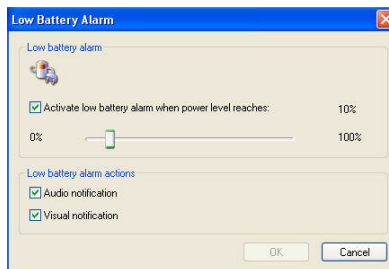 Low Battery Alarm
Low battery alarm
Activate low battery alarm when power level reaches: 10%
0% 100%
Low battery alarm actions
Audio notification
Visual notification
OK Cancel